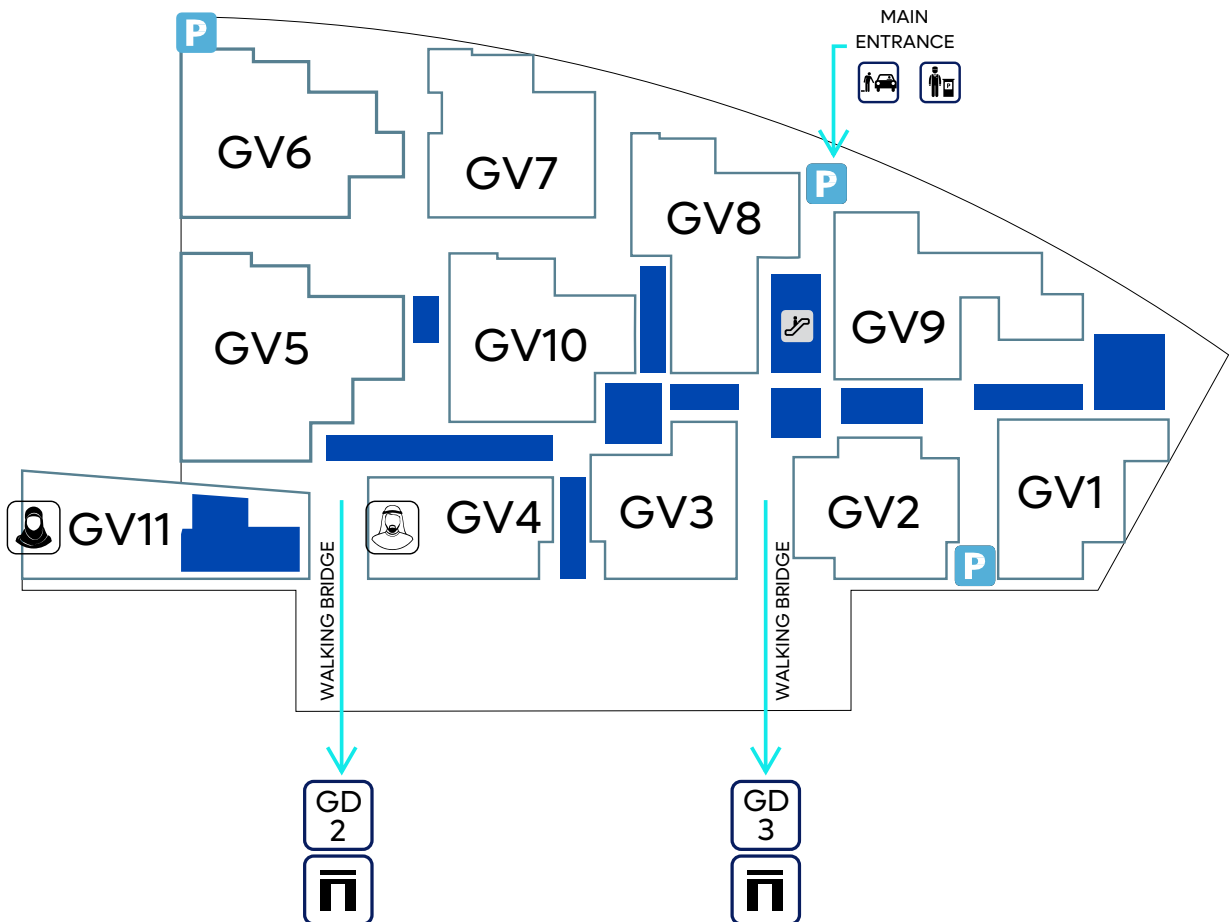 MAIN
ENTRANCE
P
P
P
GV6
GV7
P
GV8
GV9
GV5
GV10
GV11
GV4
GV3
GV2
GV1
P
WALKING BRIDGE
WALKING BRIDGE
GD
2
GD
3